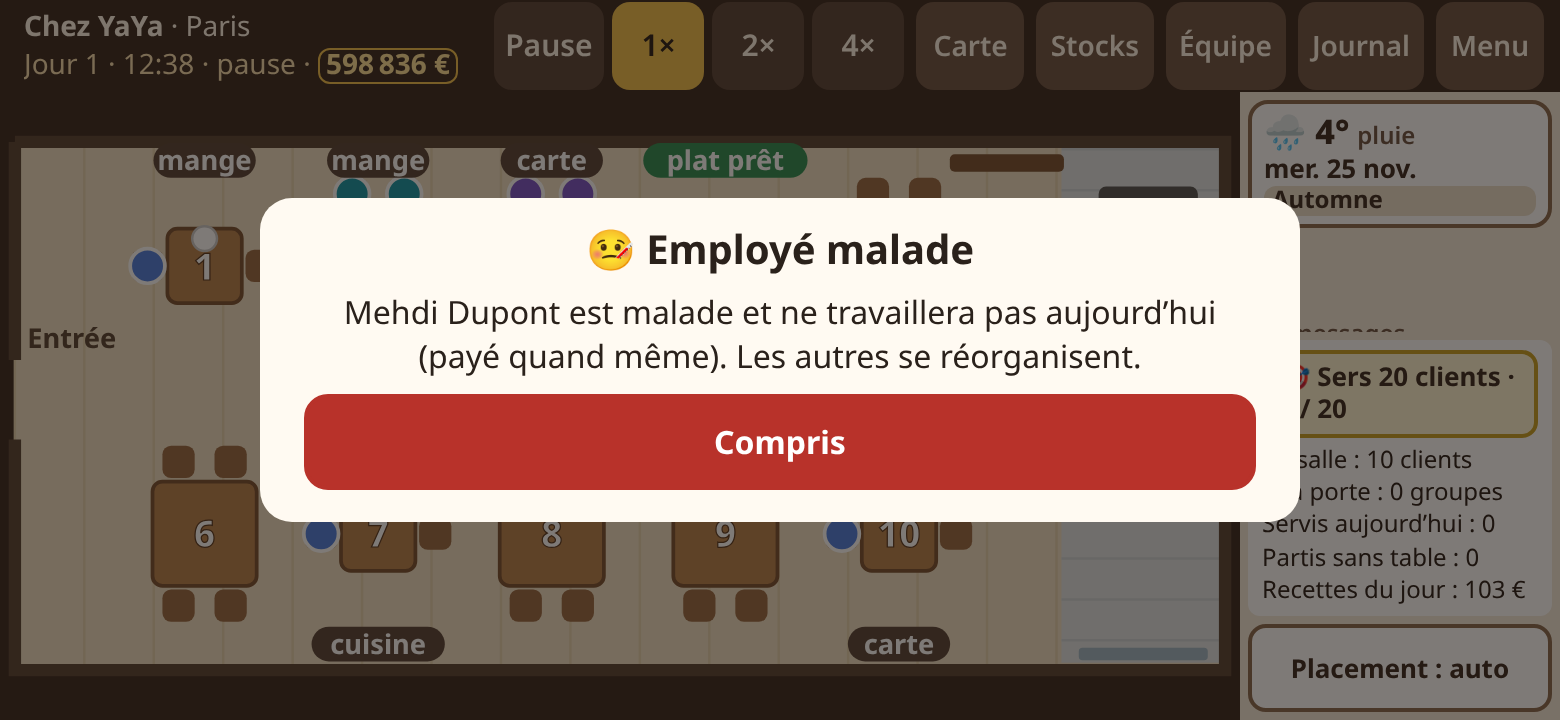 Chez YaYa · Paris
Jour 1 · 12:38 · pause · 598 836 €
Pause
1×
2×
4×
Carte
Stocks
Équipe
Journal
Menu
mange
mange
carte
plat prêt
1
Entrée
6
7
8
9
10
cuisine
carte
🤒 Employé malade
Mehdi Dupont est malade et ne travaillera pas aujourd’hui
(payé quand même). Les autres se réorganisent.
Compris
4° pluie
mer. 25 nov.
Automne
messages
Sers 20 clients ·
/ 20
salle : 10 clients
porte : 0 groupes
Servis aujourd’hui : 0
Partis sans table : 0
Recettes du jour : 103 €
Placement : auto